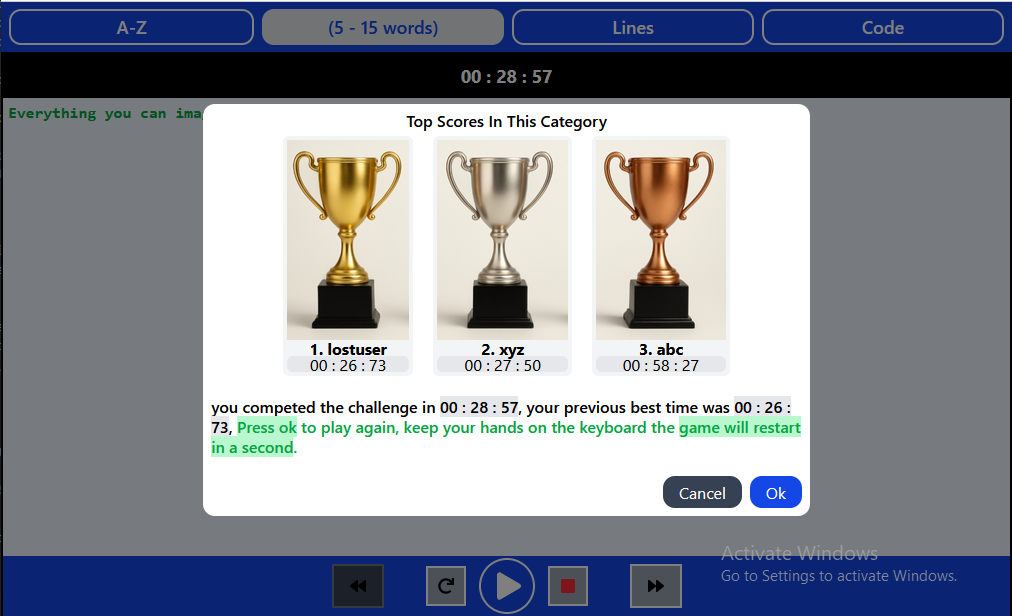 A-Z
(5 - 15 words)
Lines
Code
00 : 28 : 57
Everything you can
Top Scores In This Category
1. lostuser
00 : 26 : 73
2. xyz
00 : 27 : 50
3. abc
00 : 58 : 27
you competed the challenge in 00 : 28 : 57, your previous best time was 00 : 26 :
73, Press ok to play again, keep your hands on the keyboard the game will restart
in a second.
Cancel
Ok
Activate Windows
Go to Settings to activate Windows.